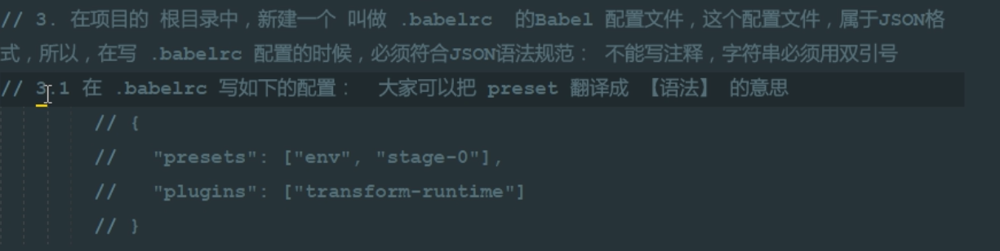 // 3. 在项目的 根目录中，新建一个 叫做 .babelrc  的Babel 配置文件，这个配置文件，属于JSON格
式，所以，在写 .babelrc 配置的时候，必须符合JSON语法规范： 不能写注释，字符串必须用双引号
// 3.1 在 .babelrc 写如下的配置：  大家可以把 preset 翻译成 【语法】 的意思
// {
//   "presets": ["env", "stage-0"],
//   "plugins": ["transform-runtime"]
// }